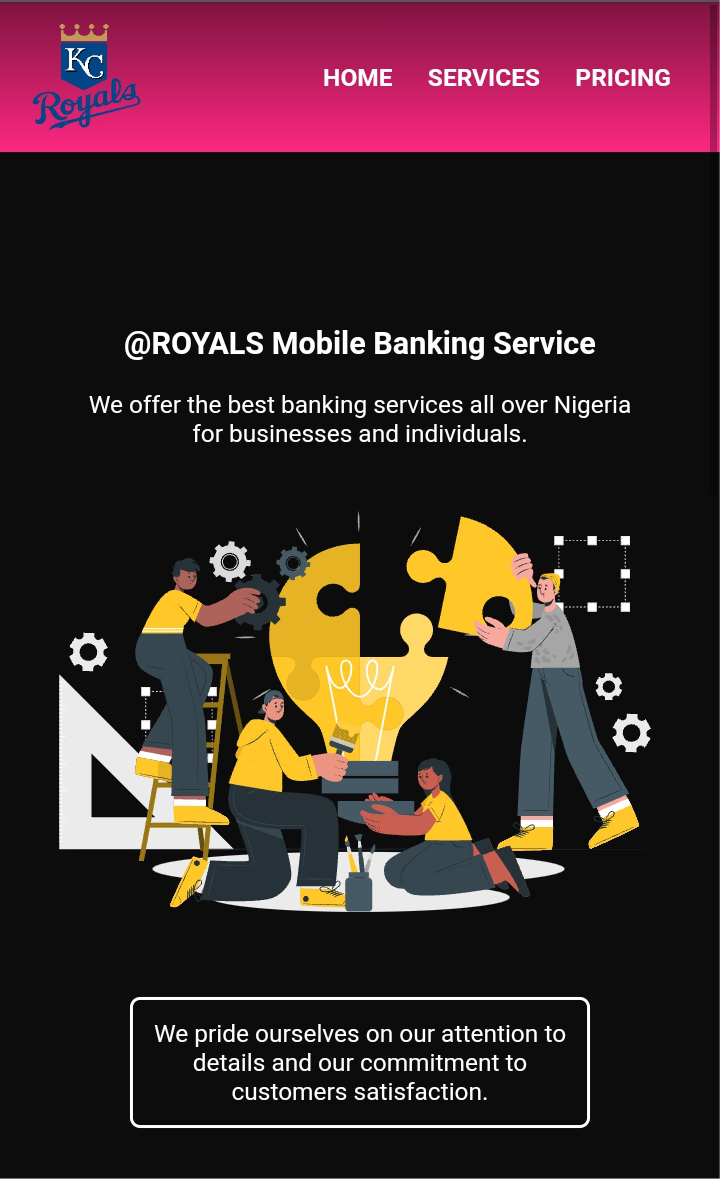 KC
Royals
HOME SERVICES PRICING
@ROYALS Mobile Banking Service
We offer the best banking services all over Nigeria
for businesses and individuals.
We pride ourselves on our attention to
details and our commitment to
customers satisfaction.